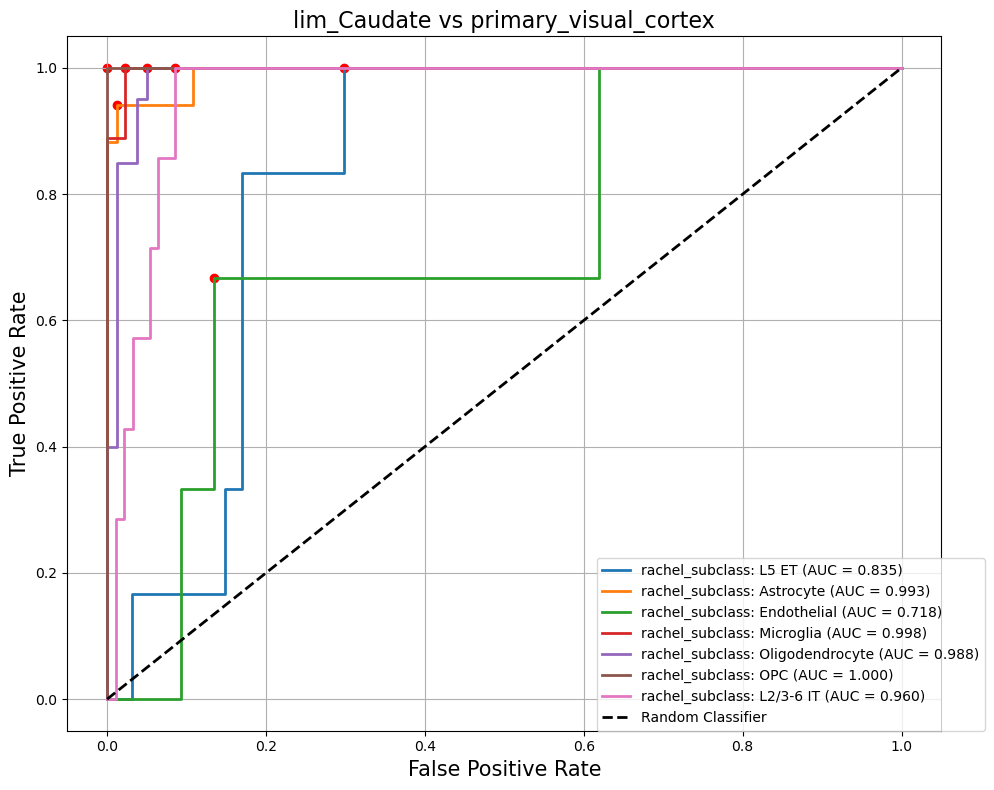 lim_Caudate vs primary_visual_cortex
True Positive Rate
1.0
0.8
0.6
0.4
0.2
0.0
0.0 0.2 0.4 0.6 0.8 1.0
False Positive Rate
rachel_subclass: L5 ET (AUC = 0.835)
rachel_subclass: Astrocyte (AUC = 0.993)
rachel_subclass: Endothelial (AUC = 0.718)
rachel_subclass: Microglia (AUC = 0.998)
rachel_subclass: Oligodendrocyte (AUC = 0.988)
rachel_subclass: OPC (AUC = 1.000)
rachel_subclass: L2/3-6 IT (AUC = 0.960)
Random Classifier